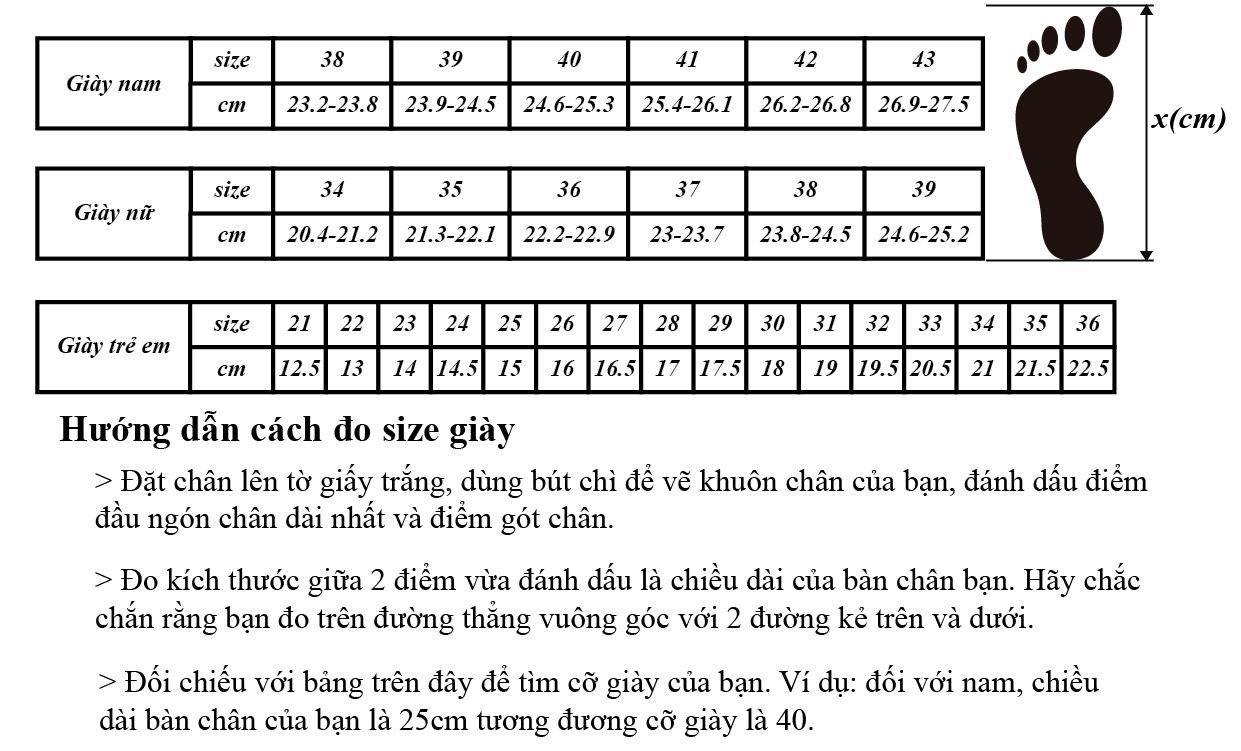 Giày nam size 38 39 40 41 42 43
cm 23.2-23.8 23.9-24.5 24.6-25.3 25.4-26.1 26.2-26.8 26.9-27.5
x(cm)
Giày nữ size 34 35 36 37 38 39
cm 20.4-21.2 21.3-22.1 22.2-22.9 23-23.7 23.8-24.5 24.6-25.2
Giày trẻ em size 21 22 23 24 25 26 27 28 29 30 31 32 33 34 35 36
cm 12.5 13 14 14.5 15 16 16.5 17 17.5 18 19 19.5 20.5 21 21.5 22.5
Hướng dẫn cách đo size giày
> Đặt chân lên tờ giấy trắng, dùng bút chì để vẽ khuôn chân của bạn, đánh dấu điểm
đầu ngón chân dài nhất và điểm gót chân.
> Đo kích thước giữa 2 điểm vừa đánh dấu là chiều dài của bàn chân bạn. Hãy chắc
chắn rằng bạn đo trên đường thẳng vuông góc với 2 đường kẻ trên và dưới.
> Đối chiếu với bảng trên đây để tìm cỡ giày của bạn. Ví dụ: đối với nam, chiều
dài bàn chân của bạn là 25cm tương đương cỡ giày là 40.